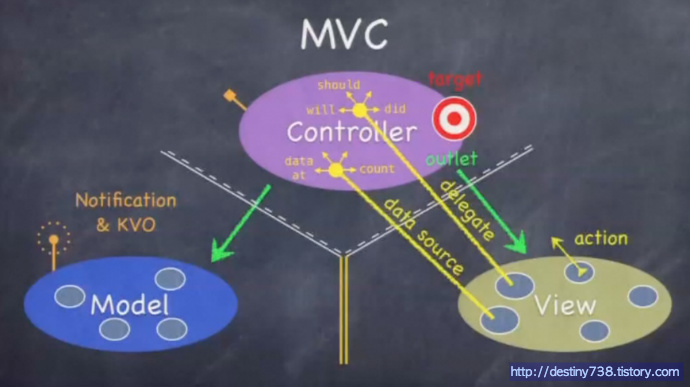 MVC
should
will
did
target
Controller
data
at
count
outlet
Notification
& KVO
delegate
data source
action
Model
View
http://destiny738.tistory.com